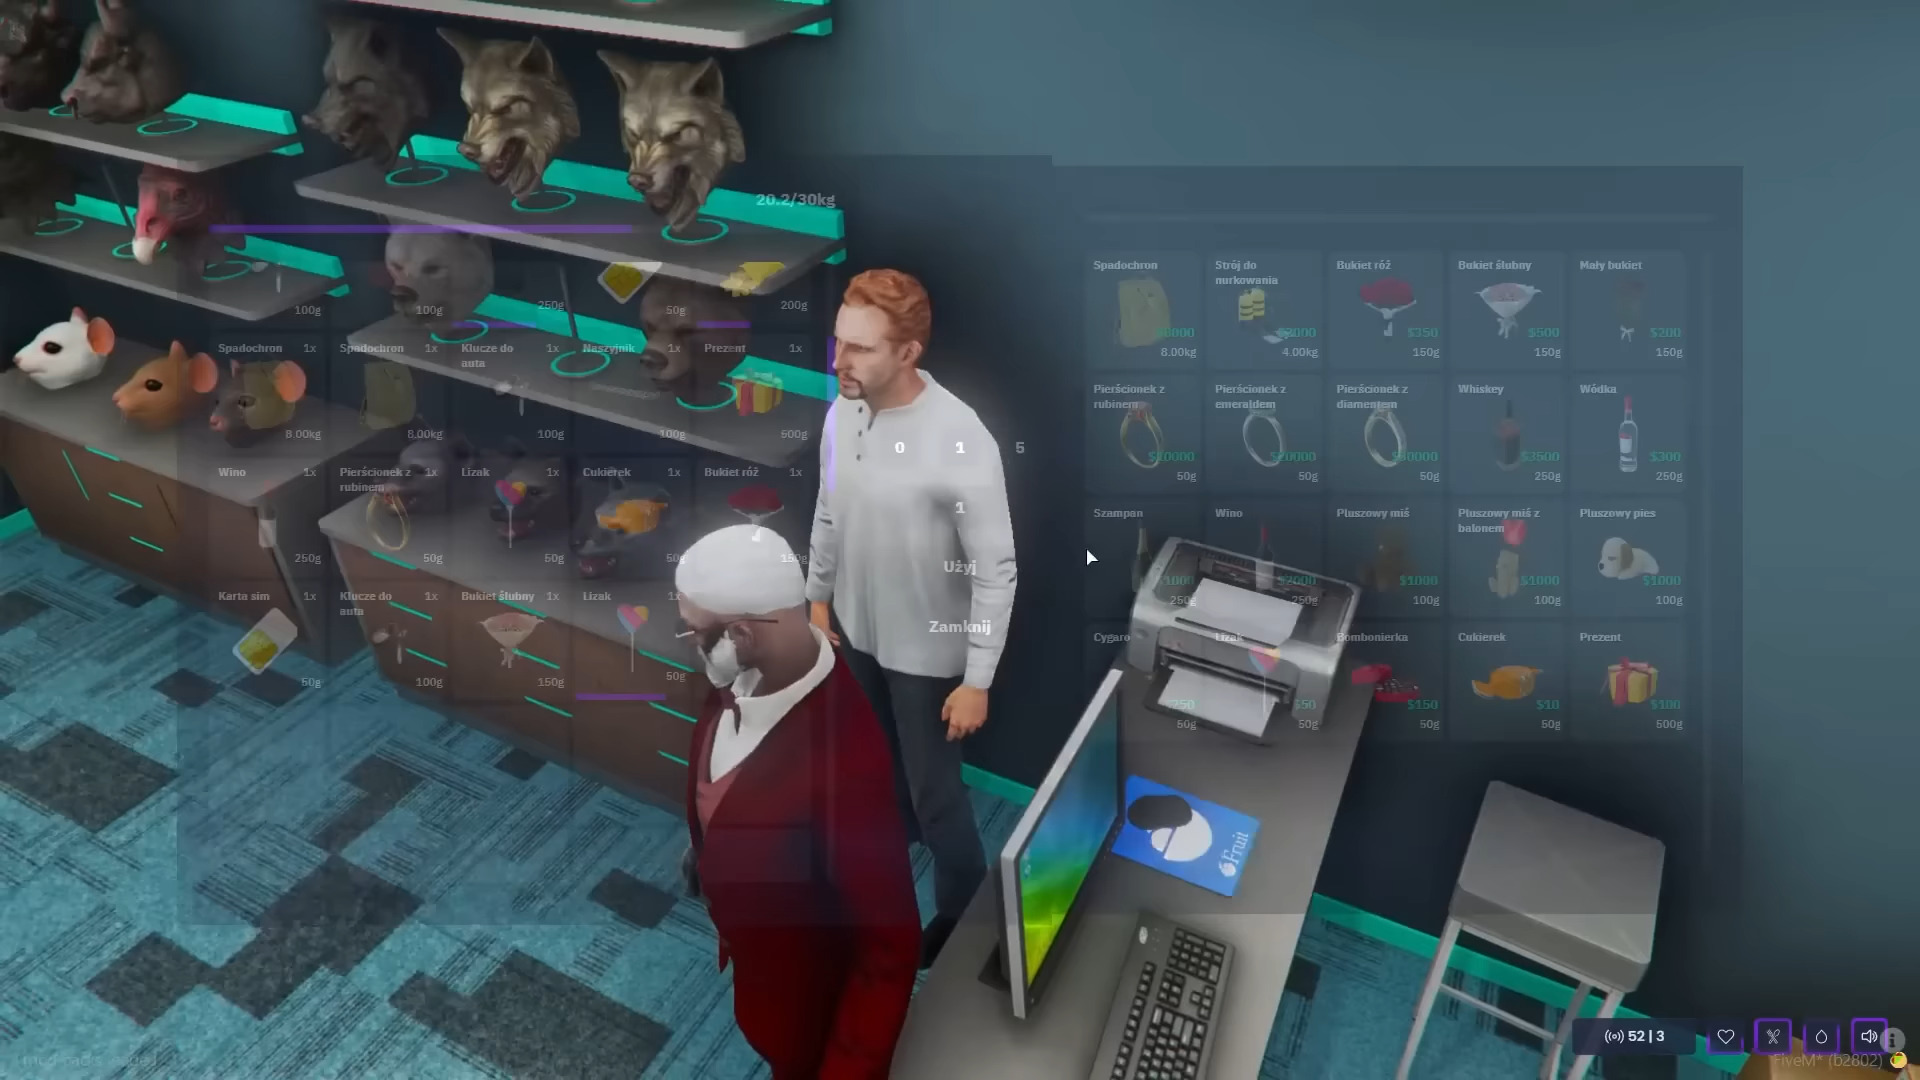 20.2/30kg
100g
100g
250g
50g
200g
Spadochron 1x
8.00kg
Spadochron 1x
8.00kg
Klucze do auta 1x
100g
Naszyjnik 1x
100g
Prezent 1x
600g
Wino 1x
250g
Pierścionek z rubinem 1x
50g
Lizak 1x
50g
Cukierek 1x
50g
Bukiet róż 1x
150g
Karta sim 1x
50g
Klucze do auta 1x
100g
Bukiet ślubny 1x
150g
Lizak 1x
50g
0 1 5
1
Użyj
Zamknij
Spadochron
8.00kg
Strój do nurkowania
4.00kg
Bukiet róż
$350
150g
Bukiet ślubny
$500
150g
Mały bukiet
$200
150g
Pierścionek z rubinem
50g
Pierścionek z emeraldem
50g
Pierścionek z diamentem
50g
Whiskey
$3500
250g
Wódka
$300
250g
Szampan
$1000
250g
Wino
$2000
250g
Pluszowy miś
$1000
100g
Pluszowy miś z balonem
$1000
100g
Pluszowy pies
$1000
100g
Cygaro
$250
50g
Lizak
$50
50g
Bombonierka
$150
50g
Cukierek
$10
50g
Prezent
$100
500g
Fruit
52 | 3
FiveM* (b2802)